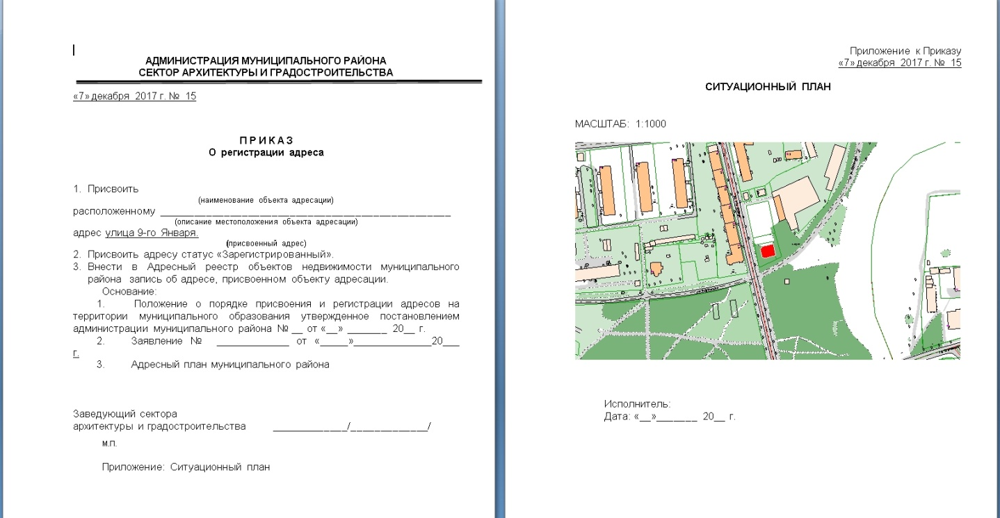 АДМИНИСТРАЦИЯ МУНИЦИПАЛЬНОГО РАЙОНА
СЕКТОР АРХИТЕКТУРЫ И ГРАДОСТРОИТЕЛЬСТВА
«7» декабря 2017 г. № 15
П Р И К А З
О регистрации адреса
1. Присвоить
(наименование объекта адресации)
расположенному ___________________________________________________
(описание местоположения объекта адресации)
адрес улица 9-го Января.
(присвоенный адрес)
2. Присвоить адресу статус «Зарегистрированный».
3. Внести в Адресный реестр объектов недвижимости муниципального
района запись об адресе, присвоенном объекту адресации.
Основание:
1. Положение о порядке присвоения и регистрации адресов на
территории муниципального образования утвержденное постановлением
администрации муниципального района № __ от «__» _______ 20__ г.
2. Заявление № _____________ от «_____»______________20___
г.
3. Адресный план муниципального района
Заведующий сектора
архитектуры и градостроительства _____________/_____________/
м.п.
Приложение: Ситуационный план
Приложение к Приказу
«7» декабря 2017 г. № 15
СИТУАЦИОННЫЙ ПЛАН
МАСШТАБ: 1:1000
Исполнитель:
Дата: «__»_______ 20__ г.